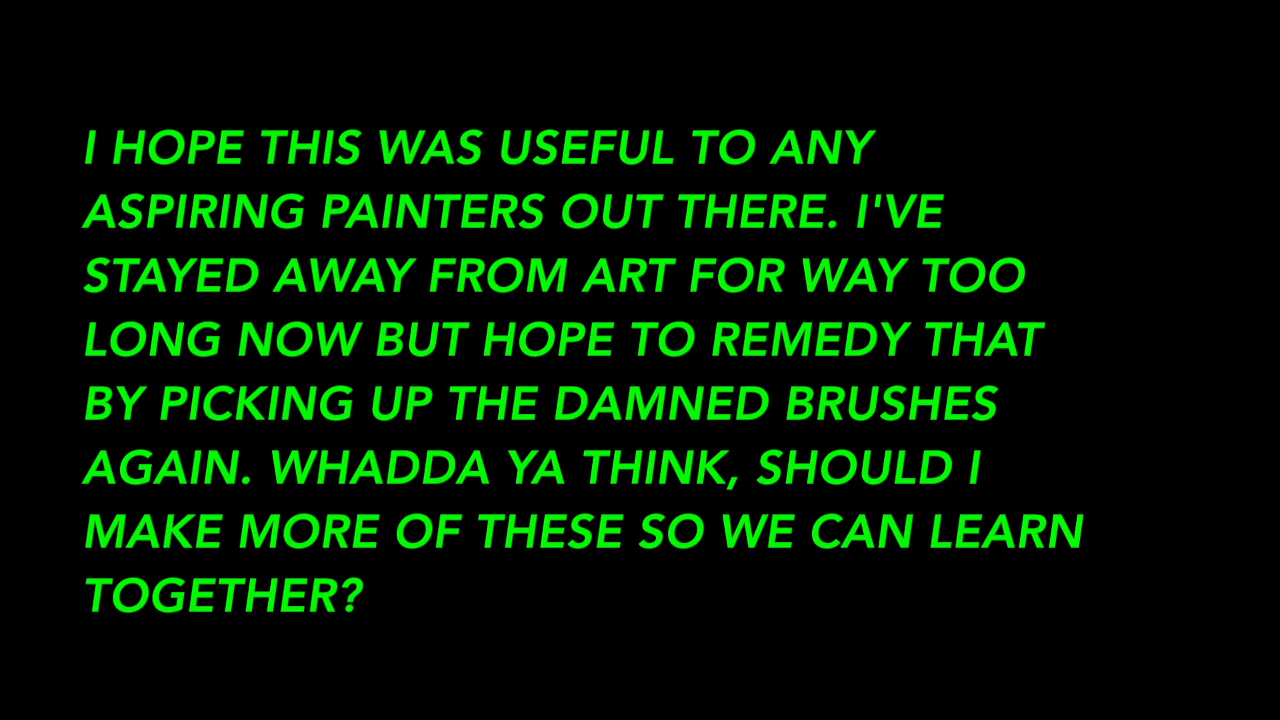 I HOPE THIS WAS USEFUL TO ANY
ASPIRING PAINTERS OUT THERE. I'VE
STAYED AWAY FROM ART FOR WAY TOO
LONG NOW BUT HOPE TO REMEDY THAT
BY PICKING UP THE DAMNED BRUSHES
AGAIN. WHADDA YA THINK, SHOULD I
MAKE MORE OF THESE SO WE CAN LEARN
TOGETHER?